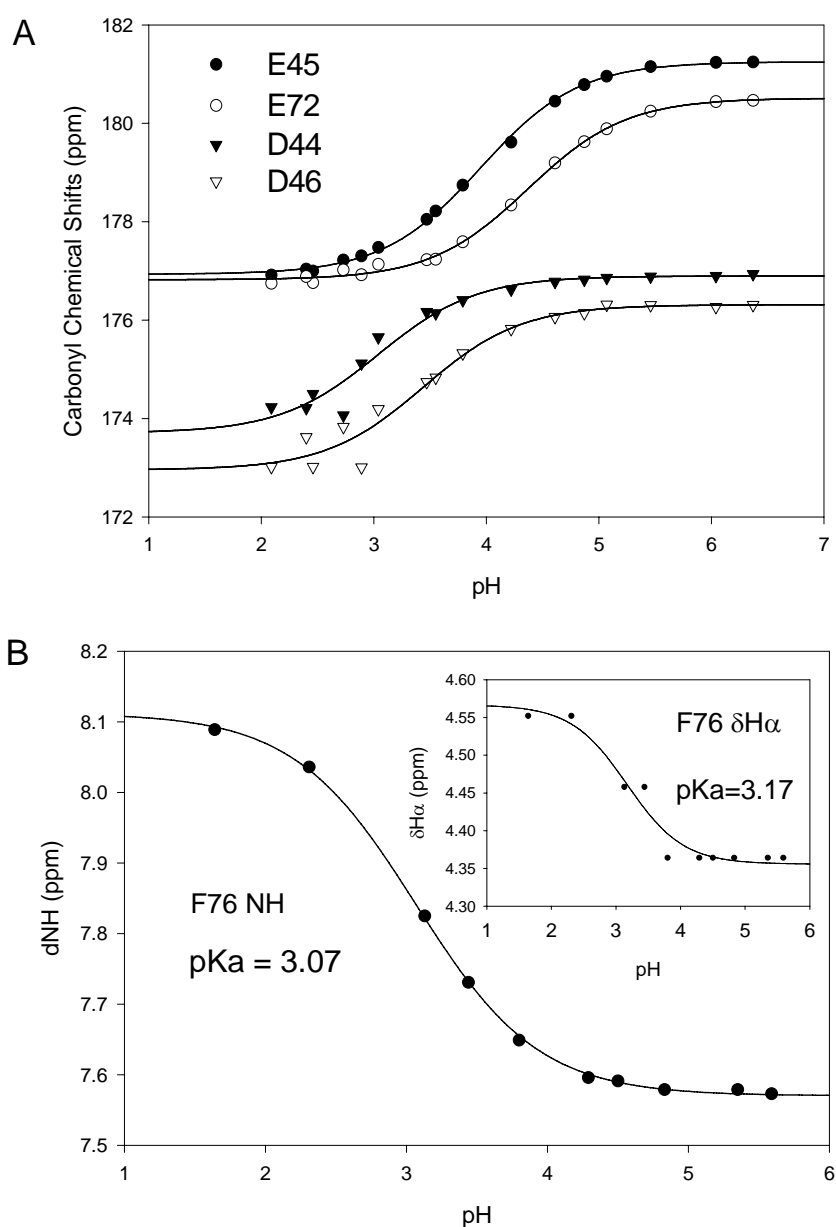 A
182
180
178
176
174
172
Carbonyl Chemical Shifts (ppm)
E45
E72
D44
D46
1 2 3 4 5 6 7
pH
B
8.2
8.1
8.0
7.9
7.8
7.7
7.6
7.5
dNH (ppm)
F76 NH
pKa = 3.07
4.60
4.55
4.50
4.45
4.40
4.35
4.30
δHα (ppm)
F76 δHα
pKa=3.17
1 2 3 4 5 6
pH
1 2 3 4 5 6
pH